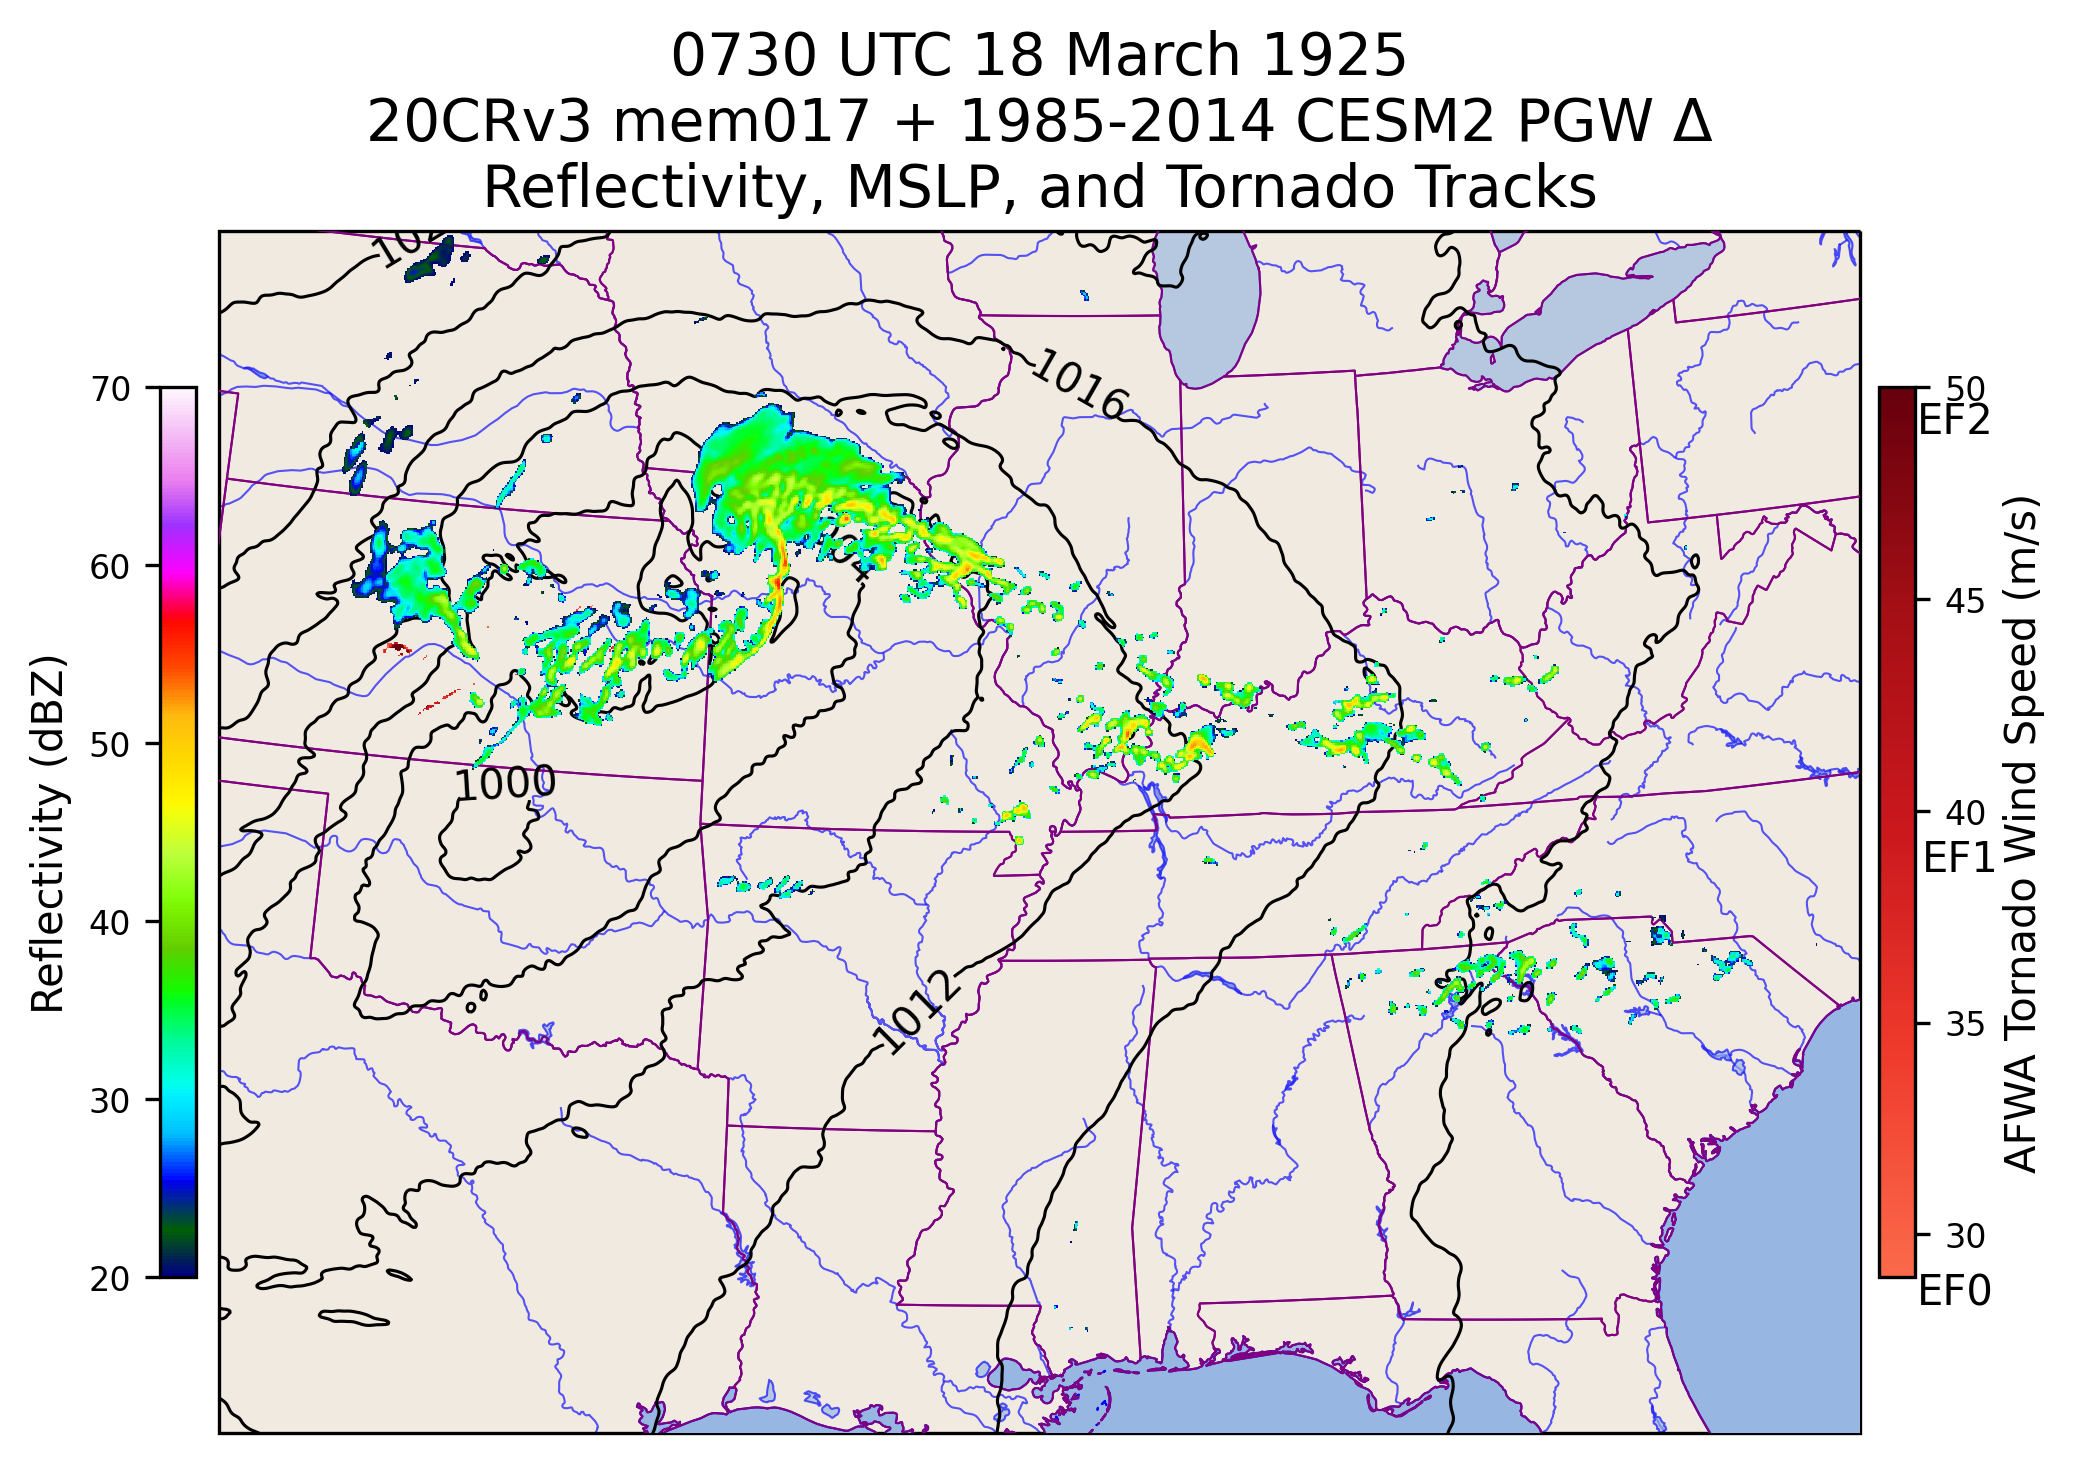 0730 UTC 18 March 1925
20CRv3 mem017 + 1985-2014 CESM2 PGW Δ
Reflectivity, MSLP, and Tornado Tracks
70
60
50
40
30
20
Reflectivity (dBZ)
1016
1000
1012
50
EF2
45
40
EF1
35
30
EF0
AFWA Tornado Wind Speed (m/s)